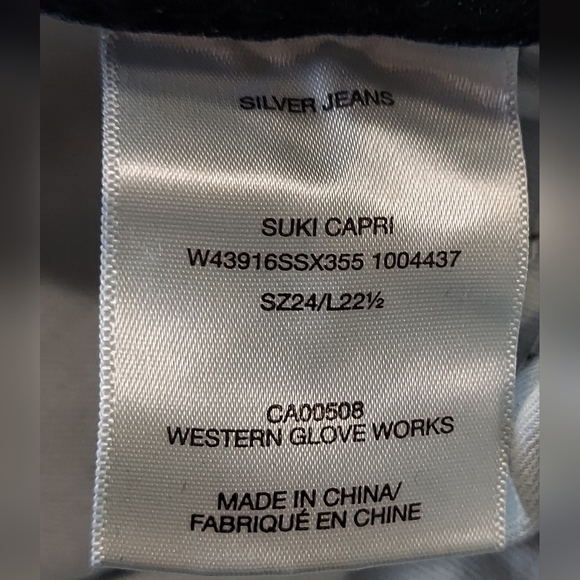 SILVER JEANS
SUKI CAPRI
W43916SSX355 1004437
SZ24/L22½
CA00508
WESTERN GLOVE WORKS
MADE IN CHINA/
FABRIQUÉ EN CHINE